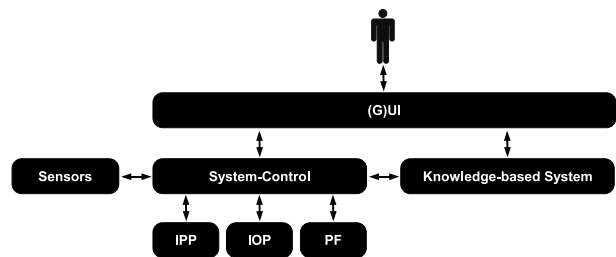 (G)UI
Sensors
System-Control
Knowledge-based System
IPP
IOP
PF